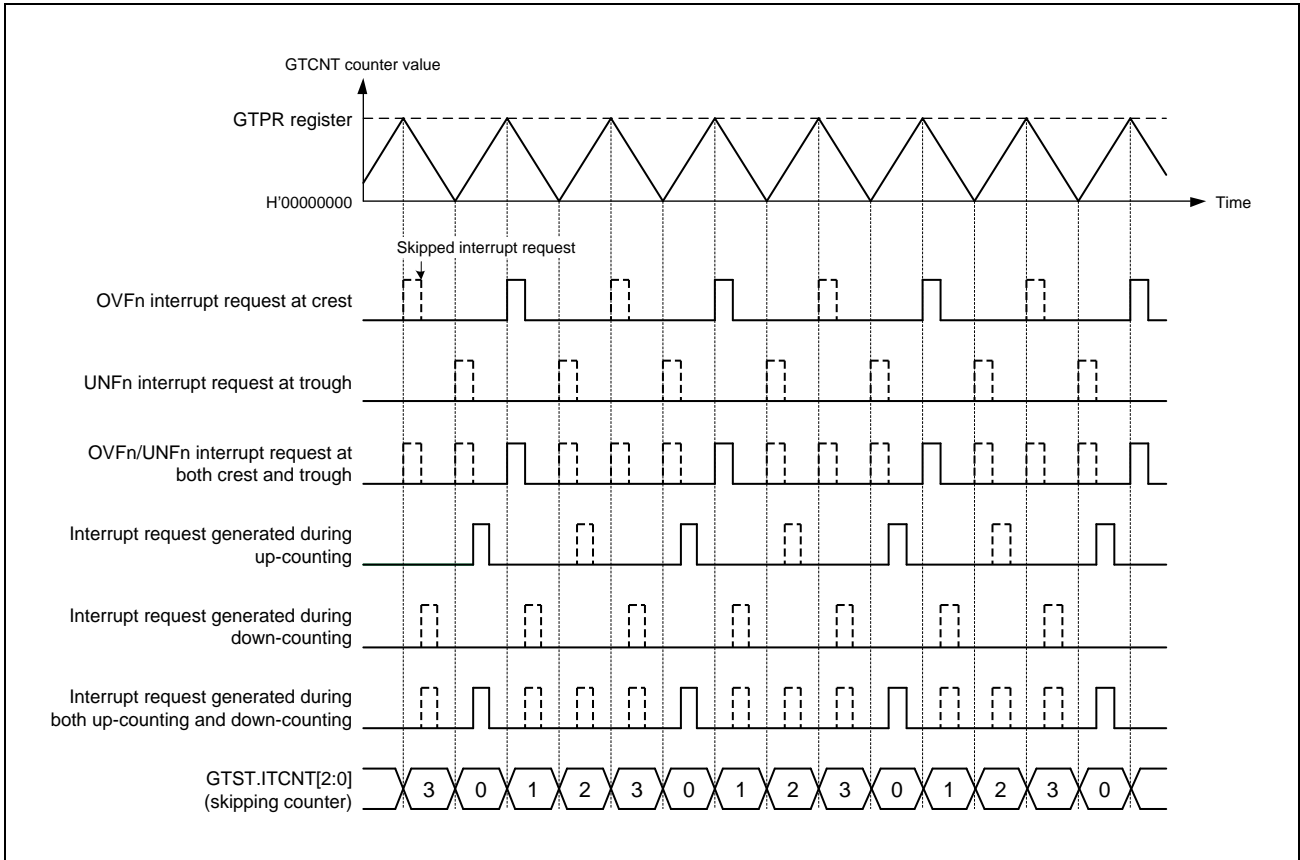 GTCNT counter value
GTPR register
H'00000000
Time
Skipped interrupt request
OVFn interrupt request at crest
UNFn interrupt request at trough
OVFn/UNFn interrupt request at
both crest and trough
Interrupt request generated during
up-counting
Interrupt request generated during
down-counting
Interrupt request generated during
both up-counting and down-counting
GTST.ITCNT[2:0]
(skipping counter)
3 0 1 2 3 0 1 2 3 0 1 2 3 0